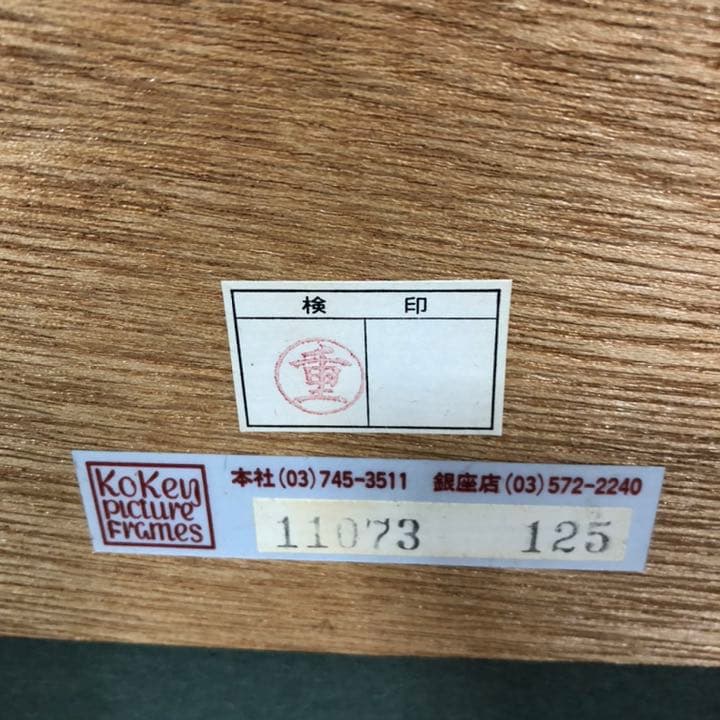 検 印
重
KoKen
Picture
Frames
本社(03)745-3511 銀座店(03)572-2240
11073 125